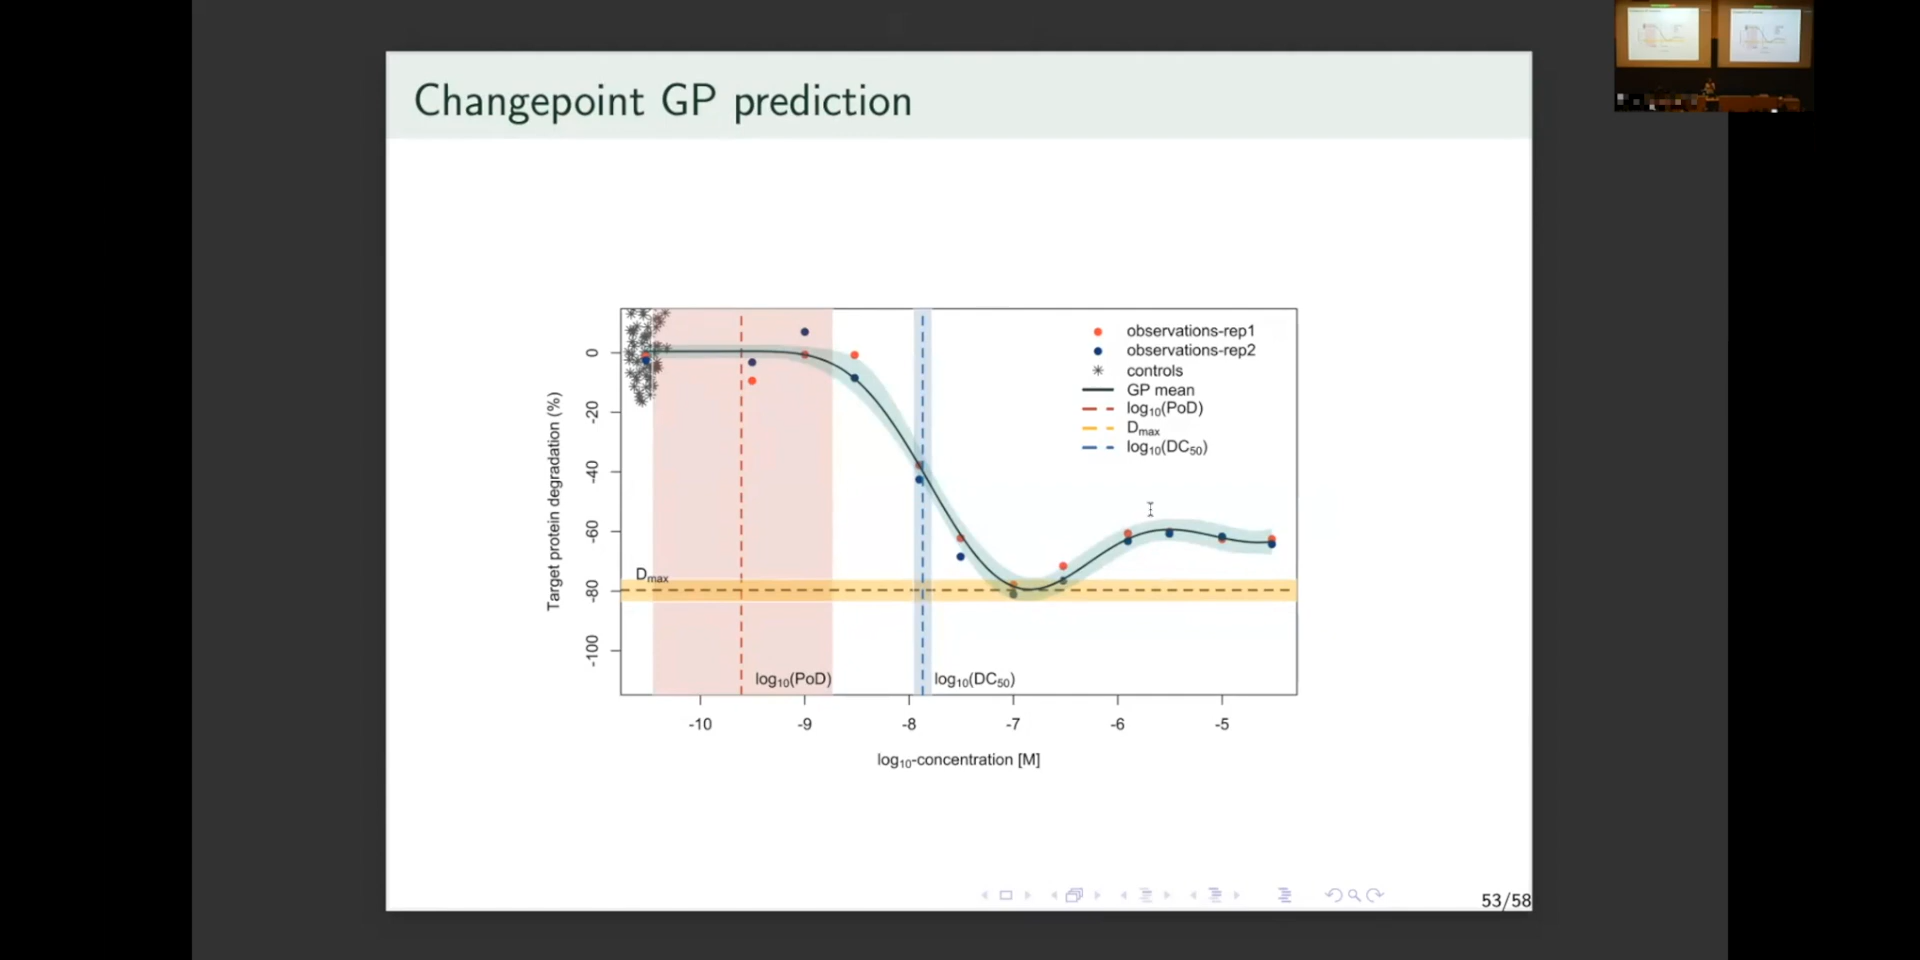 Changepoint GP prediction
observations-rep1
observations-rep2
controls
GP mean
log₁₀(PoD)
Dmax
log₁₀(DC₅₀)
Target protein degradation (%)
0
-20
-40
-60
-80
-100
Dmax
log₁₀(PoD)
log₁₀(DC₅₀)
-10 -9 -8 -7 -6 -5
log₁₀-concentration [M]
53/58